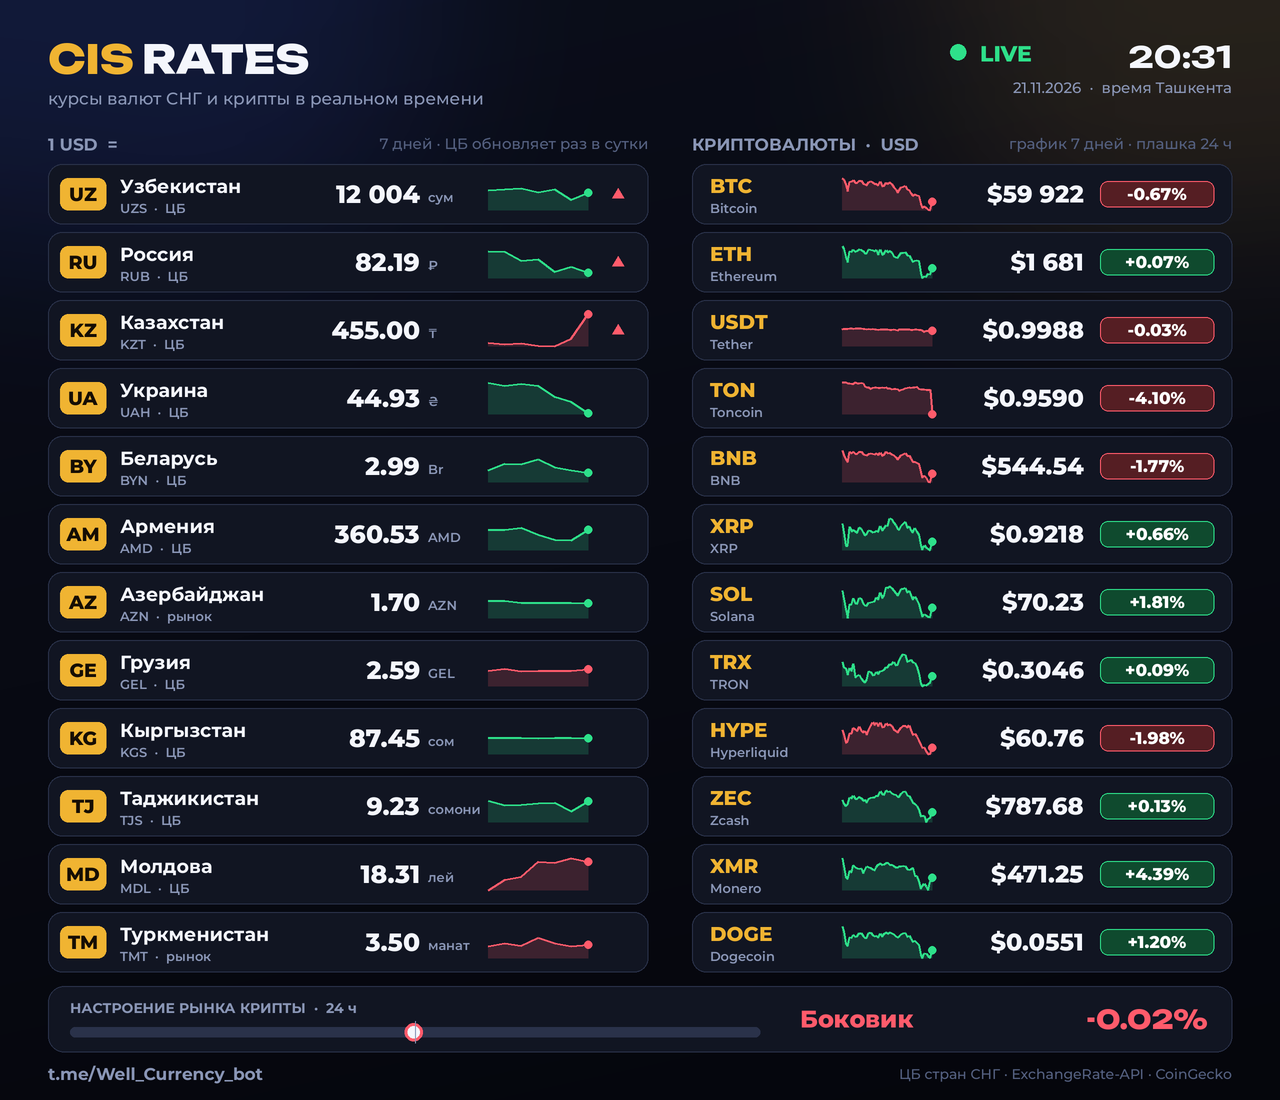 CIS RATES
курсы валют СНГ и крипты в реальном времени
LIVE
20:31
21.11.2026 · время Ташкента
1 USD =
7 дней · ЦБ обновляет раз в сутки
UZ Узбекистан 12 004 сум
UZS · ЦБ
RU Россия 82.19 ₽
RUB · ЦБ
KZ Казахстан 455.00 ₸
KZT · ЦБ
UA Украина 44.93 ₴
UAH · ЦБ
BY Беларусь 2.99 Br
BYN · ЦБ
AM Армения 360.53 AMD
AMD · ЦБ
AZ Азербайджан 1.70 AZN
AZN · рынок
GE Грузия 2.59 GEL
GEL · ЦБ
KG Кыргызстан 87.45 сом
KGS · ЦБ
TJ Таджикистан 9.23 сомони
TJS · ЦБ
MD Молдова 18.31 лей
MDL · ЦБ
TM Туркменистан 3.50 манат
TMT · рынок
КРИПТОВАЛЮТЫ · USD
график 7 дней · плашка 24 ч
BTC $59 922 -0.67%
Bitcoin
ETH $1 681 +0.07%
Ethereum
USDT $0.9988 -0.03%
Tether
TON $0.9590 -4.10%
Toncoin
BNB $544.54 -1.77%
BNB
XRP $0.9218 +0.66%
XRP
SOL $70.23 +1.81%
Solana
TRX $0.3046 +0.09%
TRON
HYPE $60.76 -1.98%
Hyperliquid
ZEC $787.68 +0.13%
Zcash
XMR $471.25 +4.39%
Monero
DOGE $0.0551 +1.20%
Dogecoin
НАСТРОЕНИЕ РЫНКА КРИПТЫ · 24 ч
Боковик -0.02%
t.me/Well_Currency_bot
ЦБ стран СНГ · ExchangeRate-API · CoinGecko